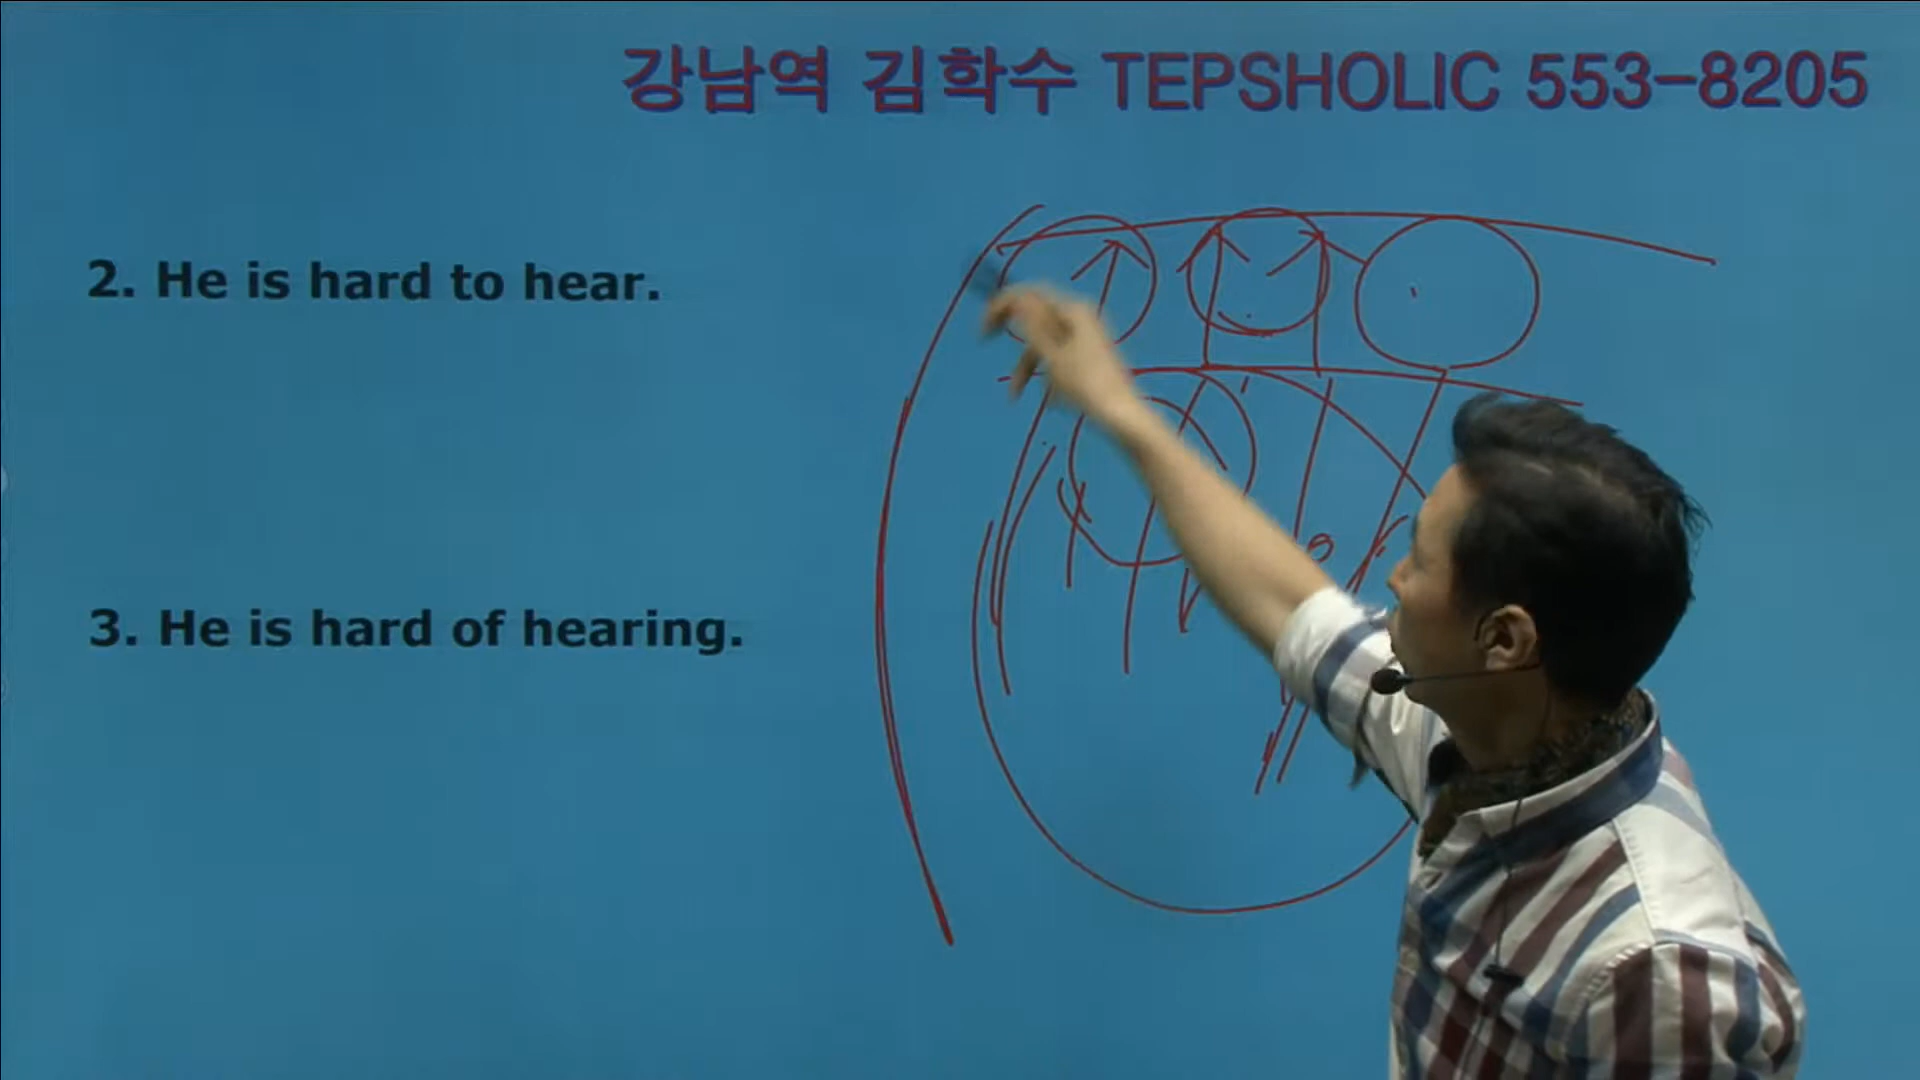 강남역 김학수 TEPSHOLIC 553-8205
2. He is hard to hear.
3. He is hard of hearing.